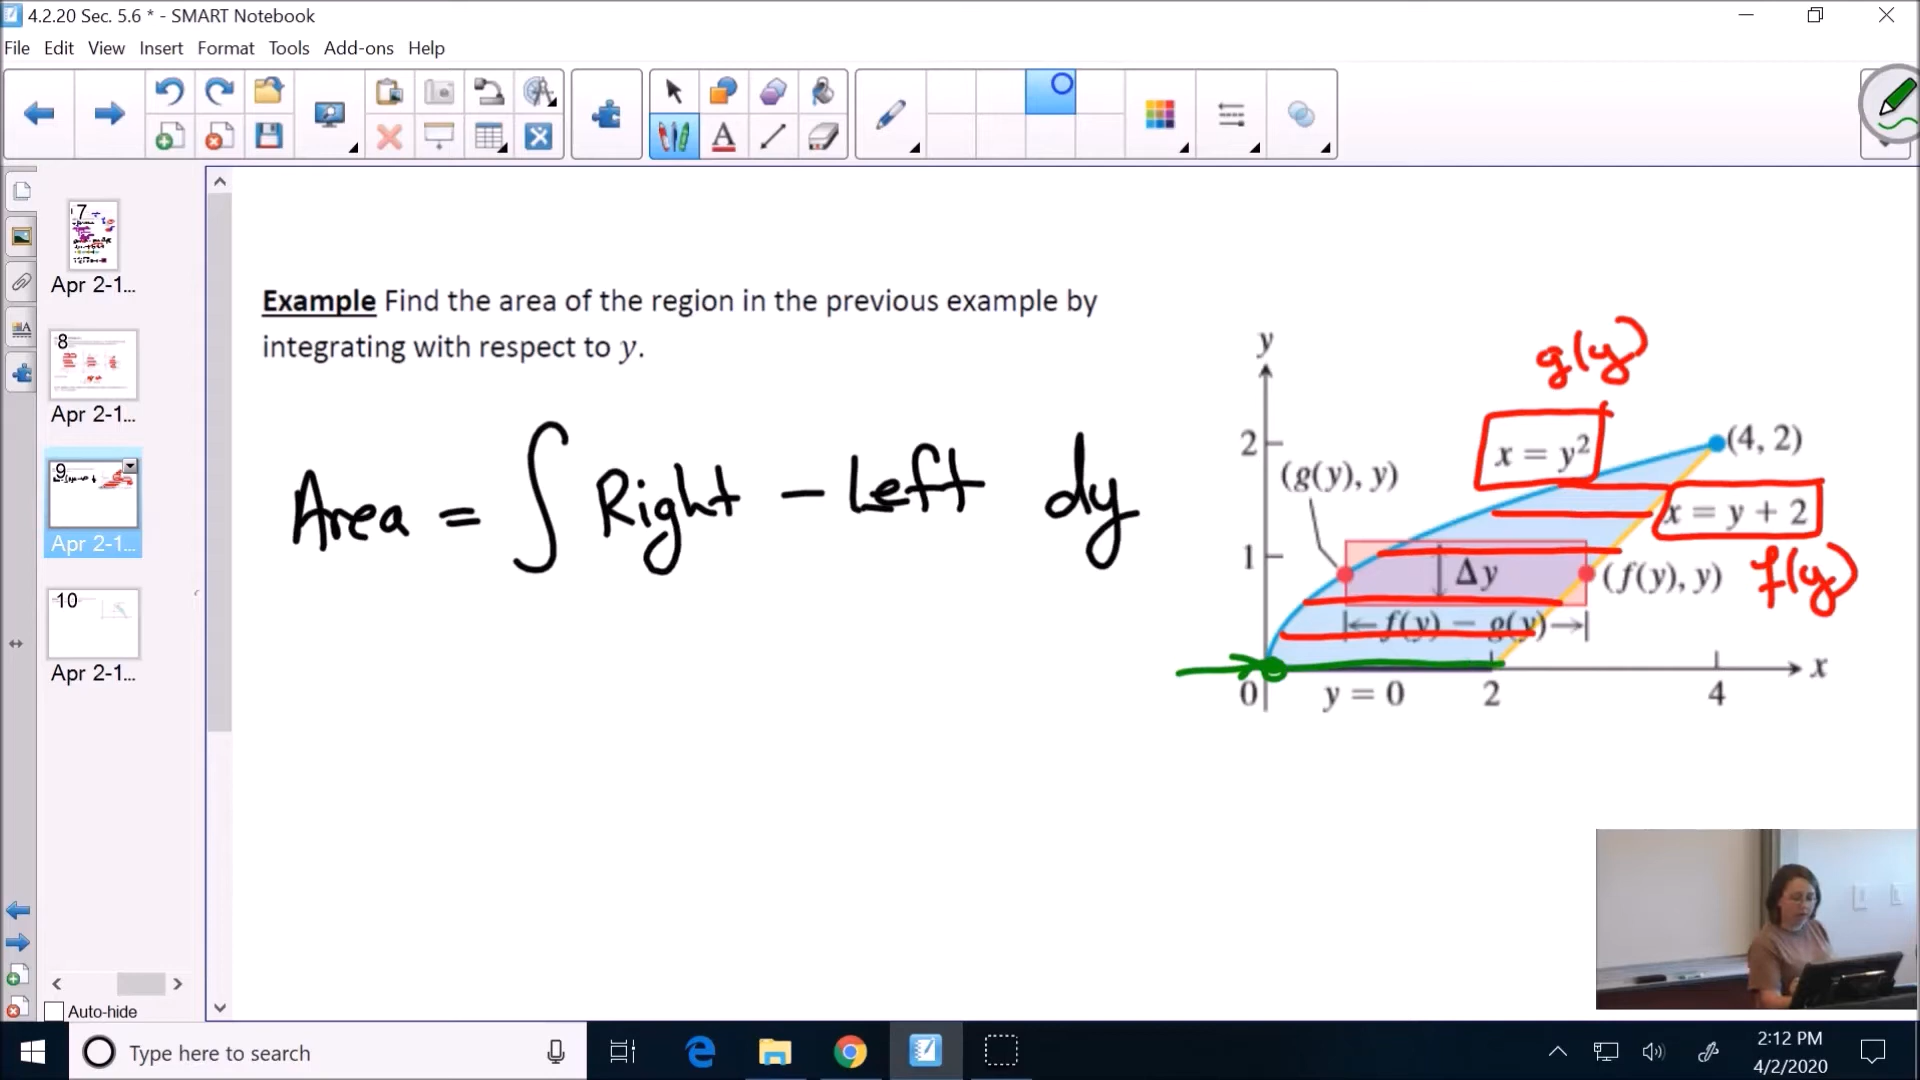 4.2.20 Sec. 5.6 * - SMART Notebook
File Edit View Insert Format Tools Add-ons Help
7
Apr 2-1...
8
Apr 2-1...
9
Apr 2-1...
10
Apr 2-1...
Auto-hide
Example Find the area of the region in the previous example by
integrating with respect to y.
Area = ∫ Right - Left dy
y
g(y)
2
x = y²
(4, 2)
(g(y), y)
x = y + 2
1
Δy
(f(y), y)
f(y)
f(y) − g(y)
x
0
y = 0
2
4
Type here to search
2:12 PM
4/2/2020